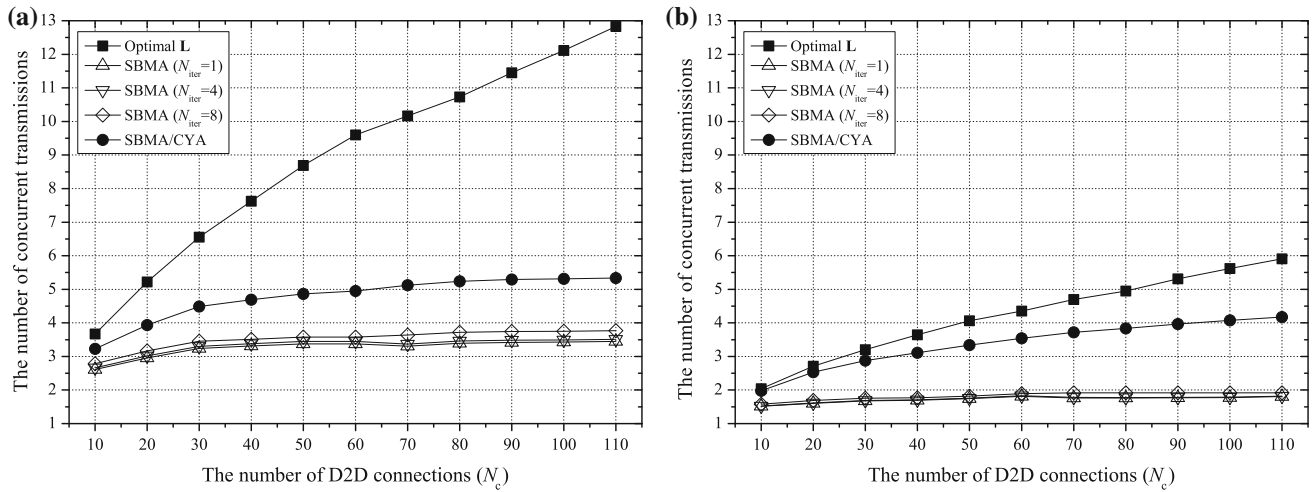 (a)
The number of concurrent transmissions
13
12
11
10
9
8
7
6
5
4
3
2
1
Optimal L
SBMA (N_iter=1)
SBMA (N_iter=4)
SBMA (N_iter=8)
SBMA/CYA
10 20 30 40 50 60 70 80 90 100 110
The number of D2D connections (N_c)
(b)
The number of concurrent transmissions
13
12
11
10
9
8
7
6
5
4
3
2
1
Optimal L
SBMA (N_iter=1)
SBMA (N_iter=4)
SBMA (N_iter=8)
SBMA/CYA
10 20 30 40 50 60 70 80 90 100 110
The number of D2D connections (N_c)